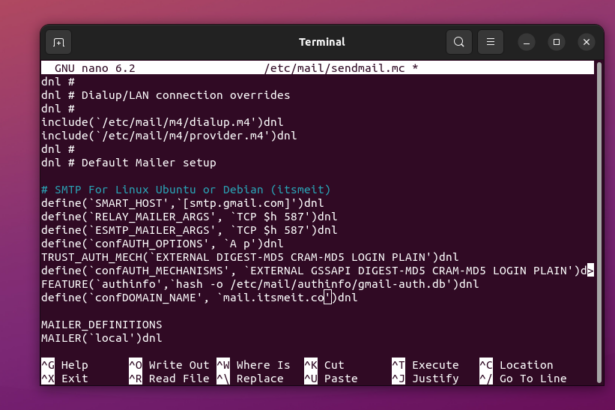 Terminal
GNU nano 6.2 /etc/mail/sendmail.mc *
dnl #
dnl # Dialup/LAN connection overrides
dnl #
include(`/etc/mail/m4/dialup.m4')dnl
include(`/etc/mail/m4/provider.m4')dnl
dnl #
dnl # Default Mailer setup
# SMTP For Linux Ubuntu or Debian (itsmeit)
define(`SMART_HOST',`[smtp.gmail.com]')dnl
define(`RELAY_MAILER_ARGS', `TCP $h 587')dnl
define(`ESMTP_MAILER_ARGS', `TCP $h 587')dnl
define(`confAUTH_OPTIONS', `A p')dnl
TRUST_AUTH_MECH(`EXTERNAL DIGEST-MD5 CRAM-MD5 LOGIN PLAIN')dnl
define(`confAUTH_MECHANISMS', `EXTERNAL GSSAPI DIGEST-MD5 CRAM-MD5 LOGIN PLAIN')d>
FEATURE(`authinfo',`hash -o /etc/mail/authinfo/gmail-auth.db')dnl
define(`confDOMAIN_NAME', `mail.itsmeit.co')dnl
MAILER_DEFINITIONS
MAILER(`local')dnl
^G Help ^O Write Out ^W Where Is ^K Cut ^T Execute ^C Location
^X Exit ^R Read File ^\ Replace ^U Paste ^J Justify ^/ Go To Line